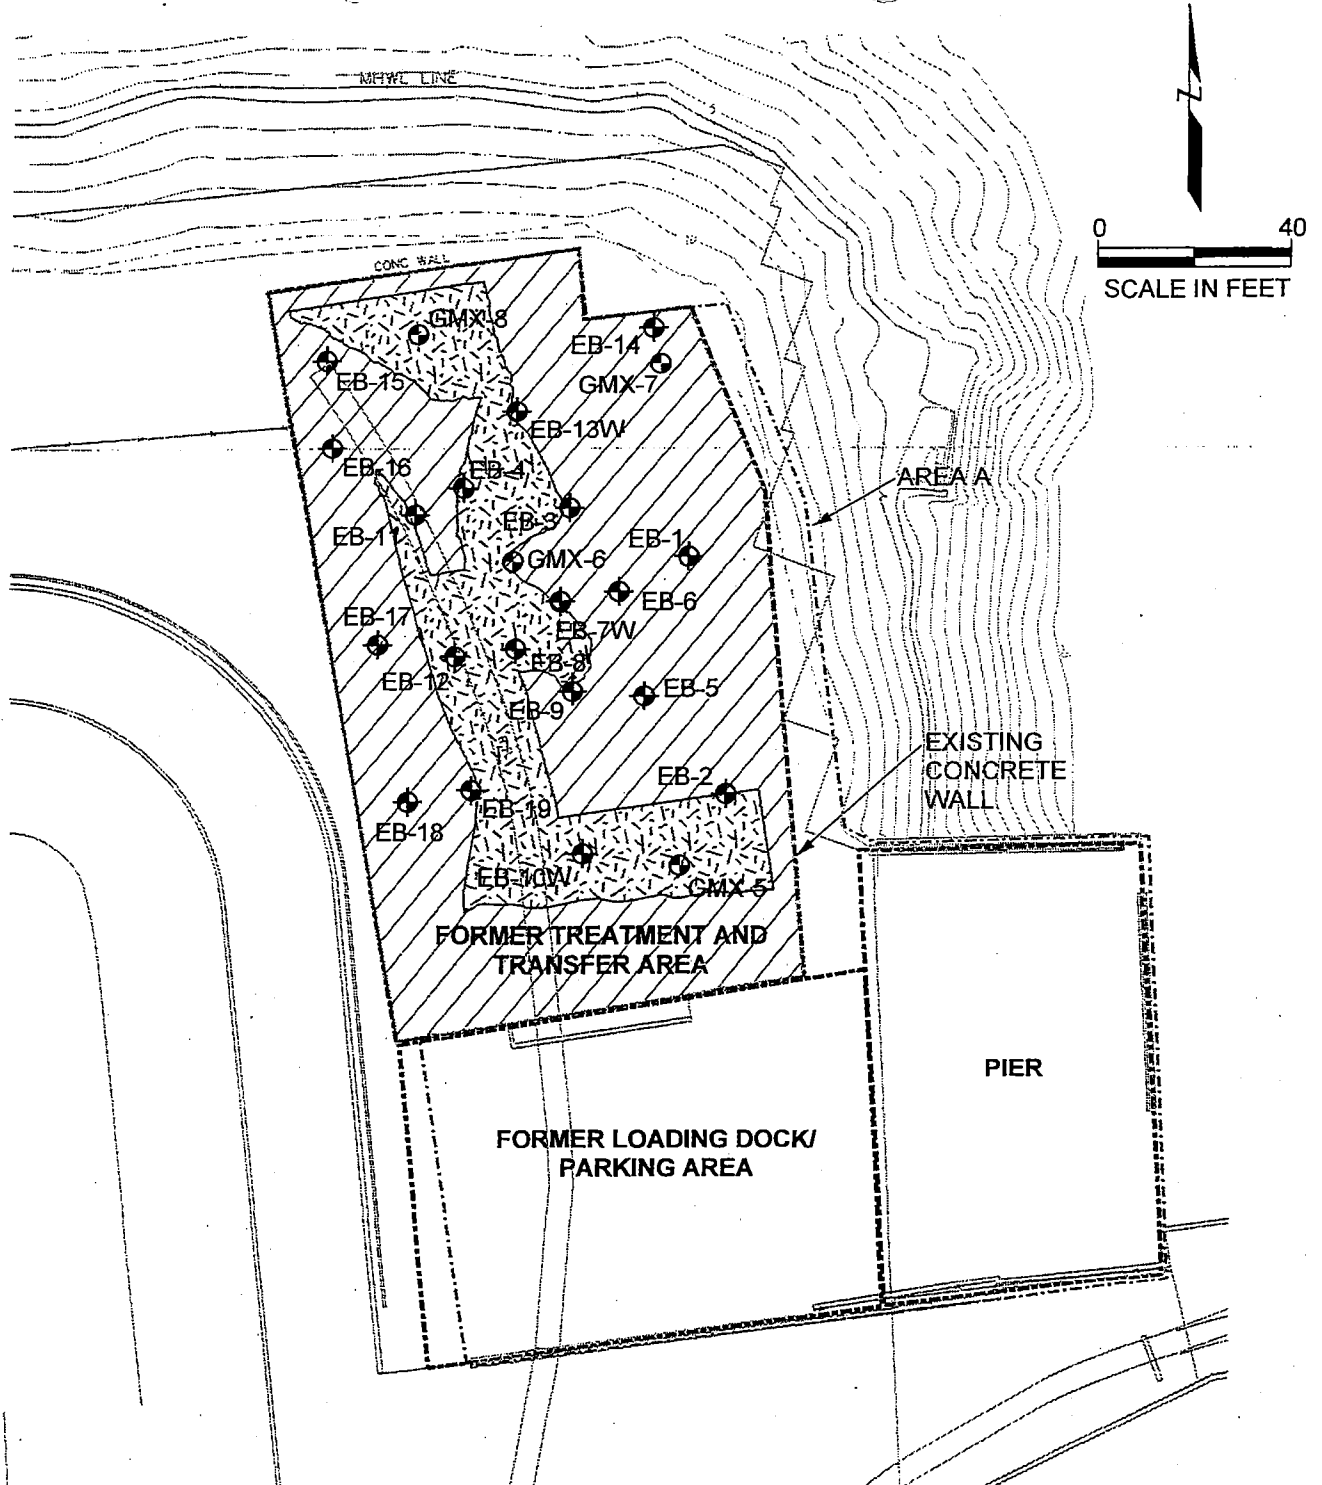 MHWL LINE
5
Z
0 40
SCALE IN FEET
10
CONC WALL
GMX-8
EB-14
GMX-7
EB-15
EB-13W
EB-16
EB-4
AREA A
EB-3
EB-11
EB-1
GMX-6
EB-6
EB-17
EB-7W
EB-8
EB-12
EB-5
EB-9
EXISTING
CONCRETE
WALL
EB-2
EB-19
EB-18
EB-10W
GMX-5
FORMER TREATMENT AND
TRANSFER AREA
PIER
FORMER LOADING DOCK/
PARKING AREA